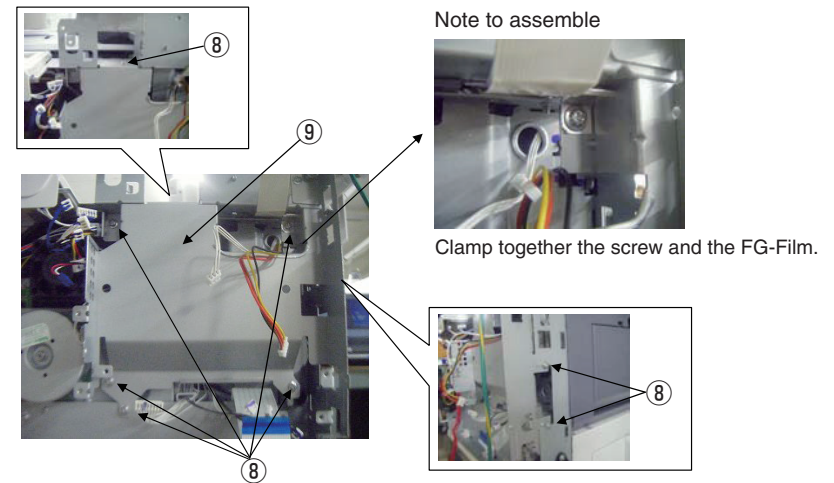 ⑧
Note to assemble
⑨
Clamp together the screw and the FG-Film.
⑧
⑧